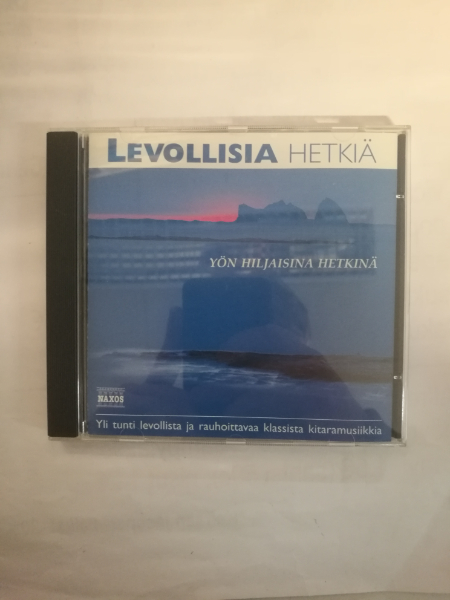 LEVOLLISIA HETKIÄ
YÖN HILJAISINA HETKINÄ
NAXOS
Yli tunti levollista ja rauhoittavaa klassista kitaramusiikkia